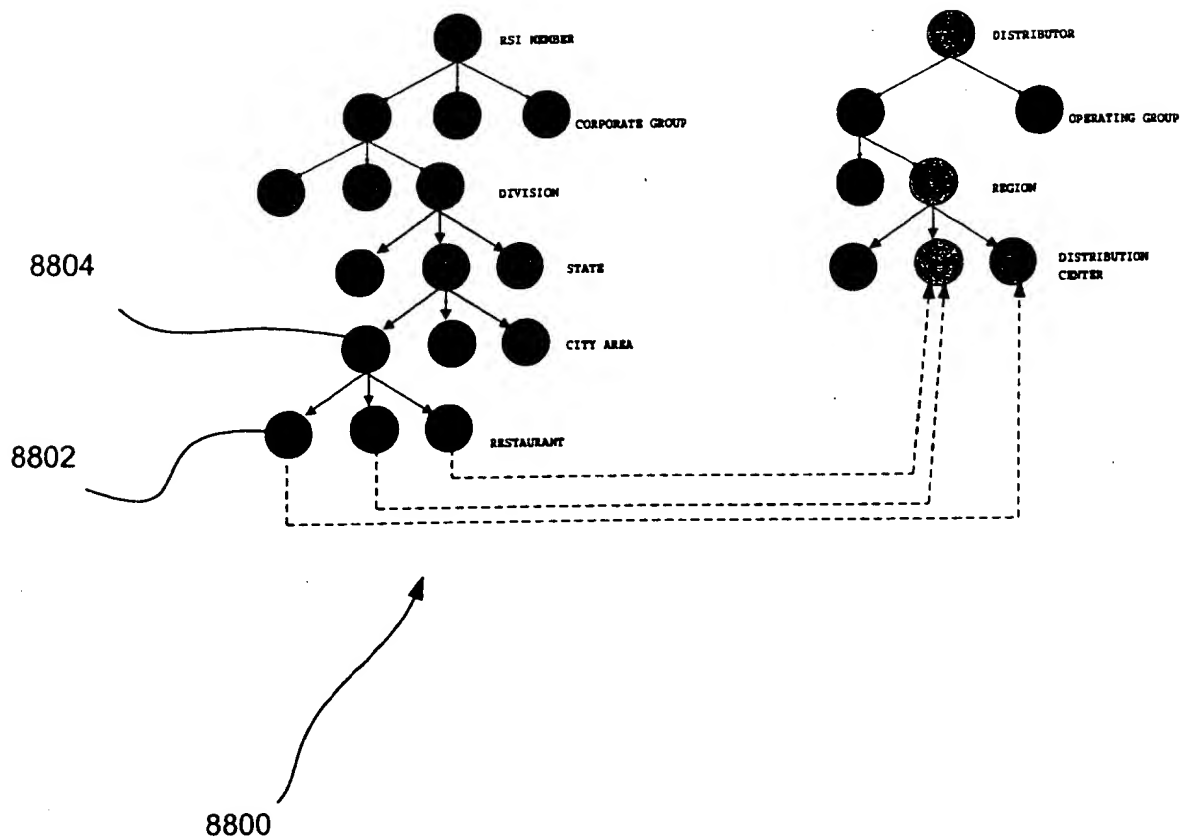 RSI MEMBER
DISTRIBUTOR
CORPORATE GROUP
OPERATING GROUP
DIVISION
REGION
8804
STATE
DISTRIBUTION
CENTER
CITY AREA
8802
RESTAURANT
8800